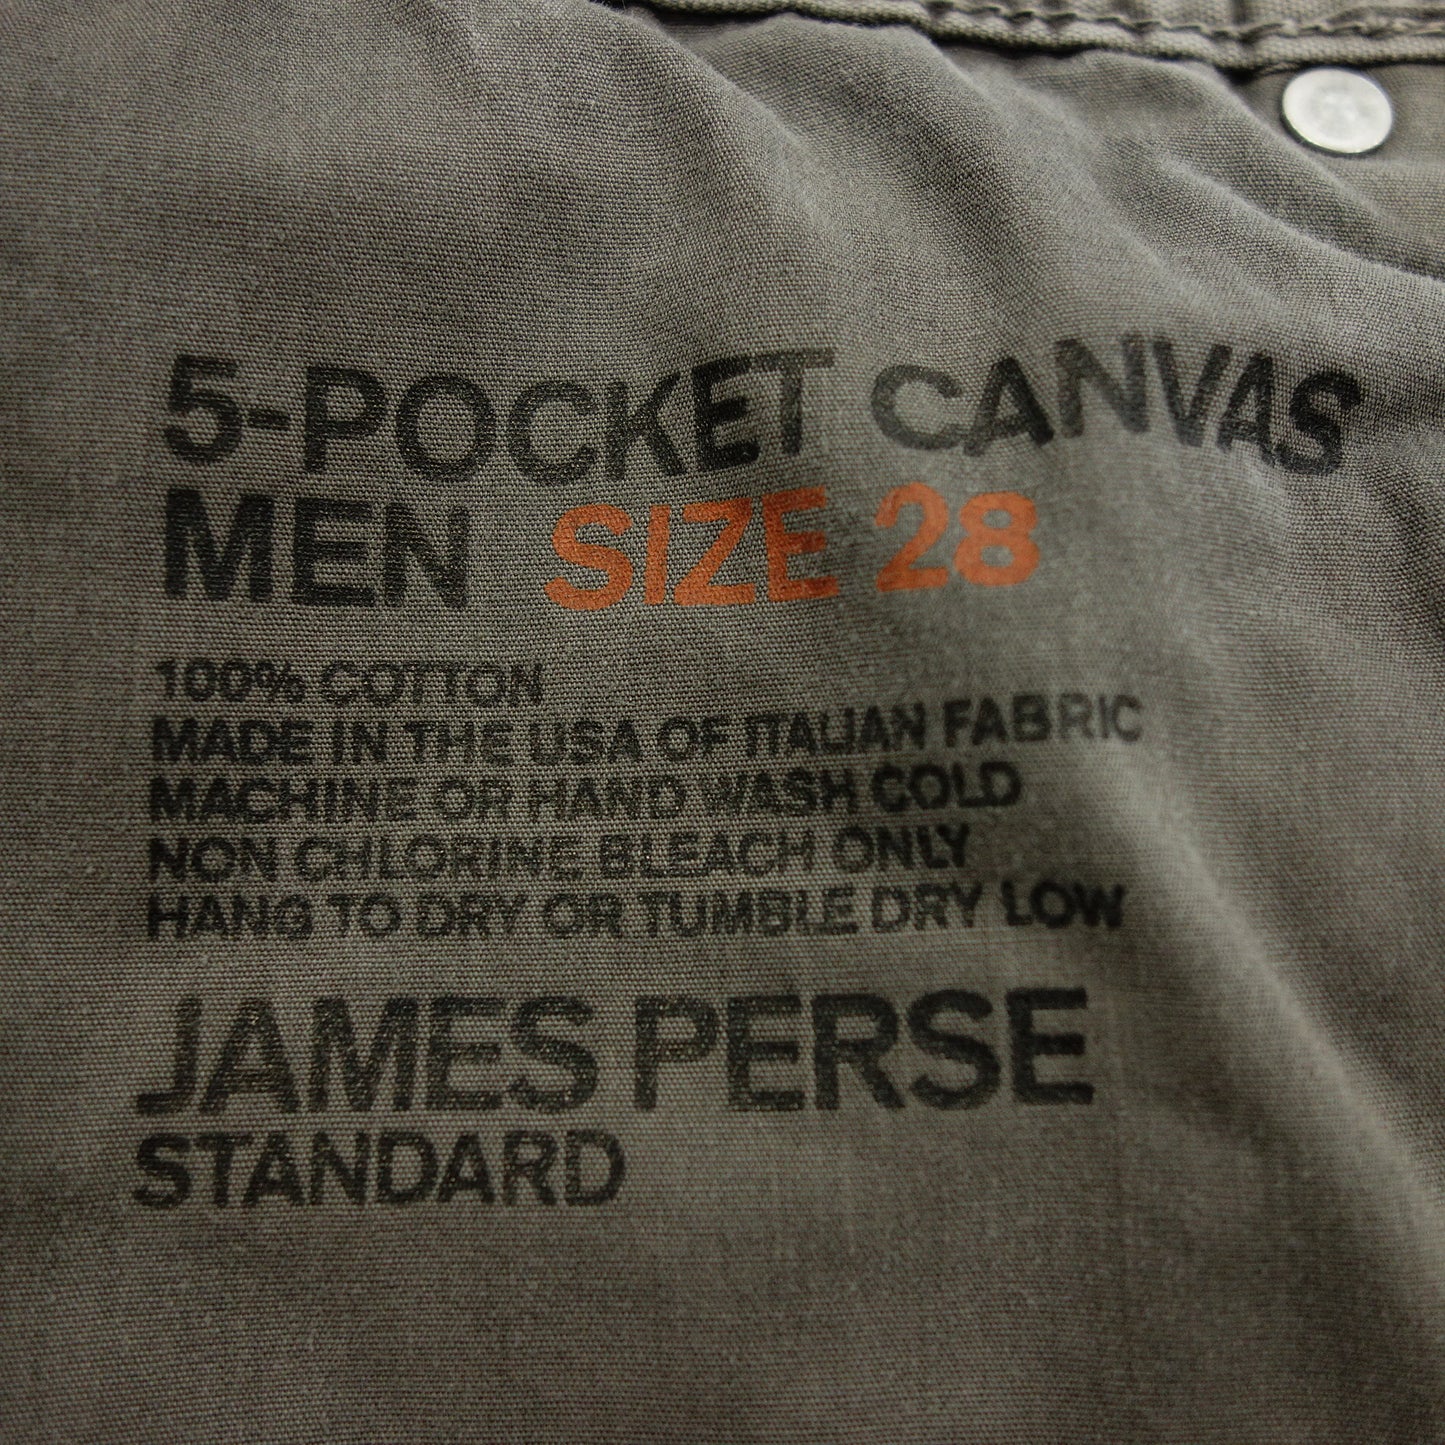 5-POCKET CANVAS
MEN SIZE 28
100% COTTON
MADE IN THE USA OF ITALIAN FABRIC
MACHINE OR HAND WASH COLD
NON CHLORINE BLEACH ONLY
HANG TO DRY OR TUMBLE DRY LOW
JAMES PERSE
STANDARD